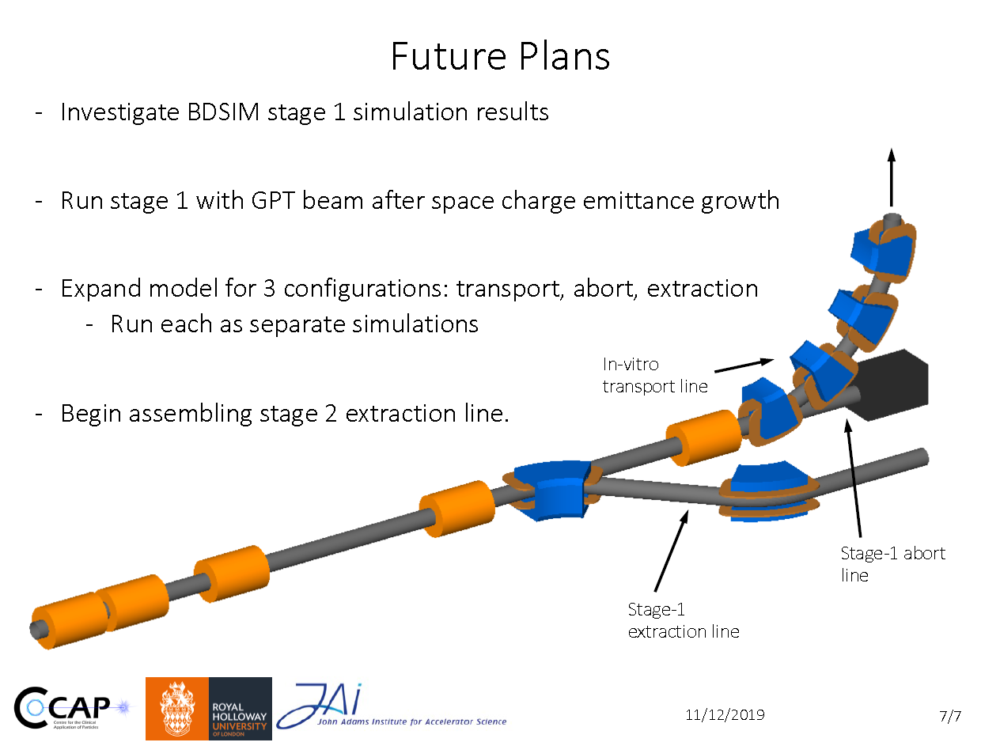 Future Plans
- Investigate BDSIM stage 1 simulation results
- Run stage 1 with GPT beam after space charge emittance growth
- Expand model for 3 configurations: transport, abort, extraction
- Run each as separate simulations
- Begin assembling stage 2 extraction line.
In-vitro
transport line
Stage-1 abort
line
Stage-1
extraction line
CCAP
Centre for the Clinical
Application of Particles
ROYAL
HOLLOWAY
UNIVERSITY
OF LONDON
JAi
John Adams Institute for Accelerator Science
11/12/2019
7/7